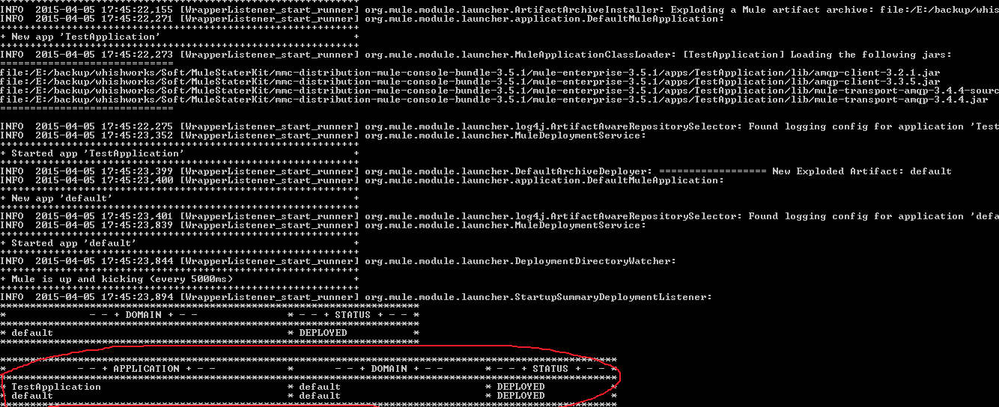 ++++++++++++++++++++++++++++++++++++++++++++++++++++++++++++
INFO  2015-04-05 17:45:22,155 [WrapperListener_start_runner] org.mule.module.launcher.ArtifactArchiveInstaller: Exploding a Mule artifact archive: file:/E:/backup/whis
INFO  2015-04-05 17:45:22,271 [WrapperListener_start_runner] org.mule.module.launcher.application.DefaultMuleApplication:
++++++++++++++++++++++++++++++++++++++++++++++++++++++++++++
+ New app 'TestApplication'                                +
++++++++++++++++++++++++++++++++++++++++++++++++++++++++++++
INFO  2015-04-05 17:45:22,273 [WrapperListener_start_runner] org.mule.module.launcher.MuleApplicationClassLoader: [TestApplication] Loading the following jars:
=============================
file:/E:/backup/whishworks/Soft/MuleStaterKit/mmc-distribution-mule-console-bundle-3.5.1/mule-enterprise-3.5.1/apps/TestApplication/lib/amqp-client-3.2.1.jar
file:/E:/backup/whishworks/Soft/MuleStaterKit/mmc-distribution-mule-console-bundle-3.5.1/mule-enterprise-3.5.1/apps/TestApplication/lib/amqp-client-3.3.5.jar
file:/E:/backup/whishworks/Soft/MuleStaterKit/mmc-distribution-mule-console-bundle-3.5.1/mule-enterprise-3.5.1/apps/TestApplication/lib/mule-transport-amqp-3.4.4-sourc
file:/E:/backup/whishworks/Soft/MuleStaterKit/mmc-distribution-mule-console-bundle-3.5.1/mule-enterprise-3.5.1/apps/TestApplication/lib/mule-transport-amqp-3.4.4.jar
=============================
INFO  2015-04-05 17:45:22,275 [WrapperListener_start_runner] org.mule.module.launcher.log4j.ArtifactAwareRepositorySelector: Found logging config for application 'Test
INFO  2015-04-05 17:45:23,352 [WrapperListener_start_runner] org.mule.module.launcher.MuleDeploymentService:
++++++++++++++++++++++++++++++++++++++++++++++++++++++++++++
+ Started app 'TestApplication'                            +
++++++++++++++++++++++++++++++++++++++++++++++++++++++++++++
INFO  2015-04-05 17:45:23,399 [WrapperListener_start_runner] org.mule.module.launcher.DefaultArchiveDeployer: ================== New Exploded Artifact: default
INFO  2015-04-05 17:45:23,400 [WrapperListener_start_runner] org.mule.module.launcher.application.DefaultMuleApplication:
++++++++++++++++++++++++++++++++++++++++++++++++++++++++++++
+ New app 'default'                                        +
++++++++++++++++++++++++++++++++++++++++++++++++++++++++++++
INFO  2015-04-05 17:45:23,401 [WrapperListener_start_runner] org.mule.module.launcher.log4j.ArtifactAwareRepositorySelector: Found logging config for application 'defa
INFO  2015-04-05 17:45:23,839 [WrapperListener_start_runner] org.mule.module.launcher.MuleDeploymentService:
++++++++++++++++++++++++++++++++++++++++++++++++++++++++++++
+ Started app 'default'                                    +
++++++++++++++++++++++++++++++++++++++++++++++++++++++++++++
INFO  2015-04-05 17:45:23,844 [WrapperListener_start_runner] org.mule.module.launcher.DeploymentDirectoryWatcher:
++++++++++++++++++++++++++++++++++++++++++++++++++++++++++++
+ Mule is up and kicking (every 5000ms)                    +
++++++++++++++++++++++++++++++++++++++++++++++++++++++++++++
INFO  2015-04-05 17:45:23,894 [WrapperListener_start_runner] org.mule.module.launcher.StartupSummaryDeploymentListener:
**********************************************************************
*              - - + DOMAIN + - -               * - - + STATUS + - - *
**********************************************************************
* default                                       * DEPLOYED           *
**********************************************************************
*******************************************************************************************************
*            - - + APPLICATION + - -            *       - - + DOMAIN + - -       * - - + STATUS + - - *
*******************************************************************************************************
* TestApplication                               * default                        * DEPLOYED           *
* default                                       * default                        * DEPLOYED           *
*******************************************************************************************************